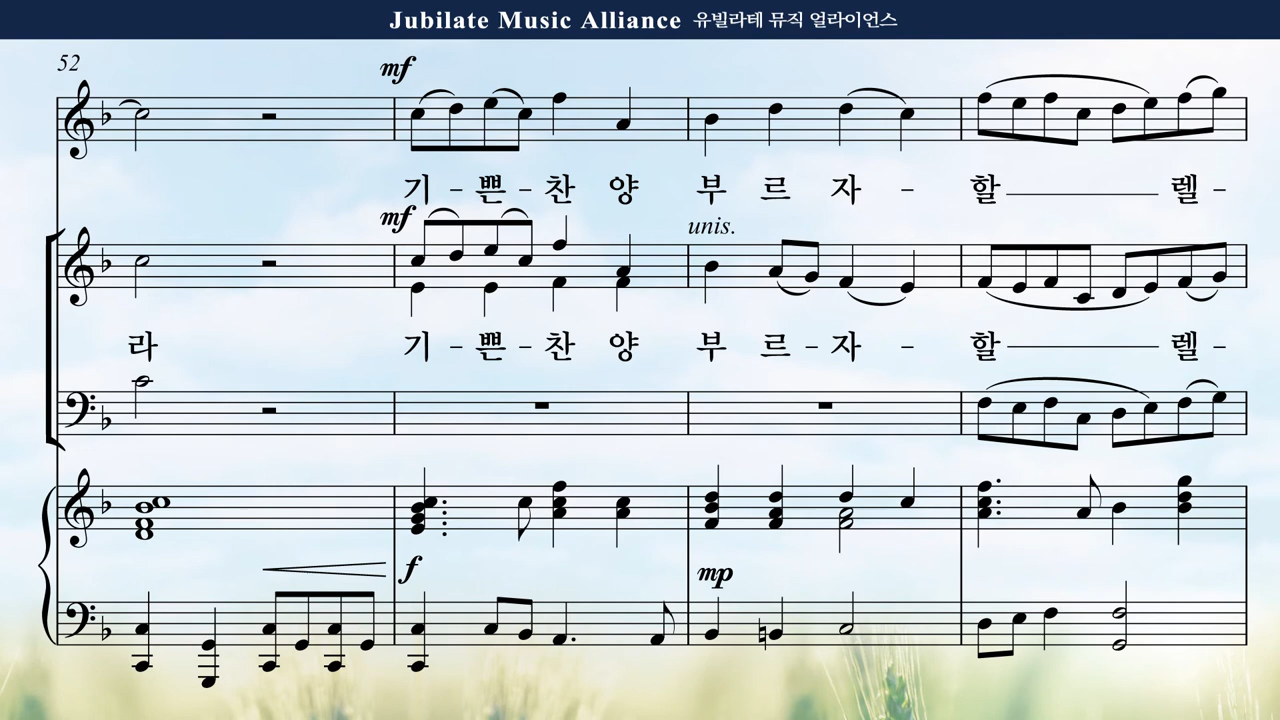 Jubilate Music Alliance 유빌라테 뮤직 얼라이언스
52
mf
기 - 쁜 - 찬 양 부 르 자 - 할 렐 -
mf
unis.
라 기 - 쁜 - 찬 양 부 르 - 자 - 할 렐 -
f
mp